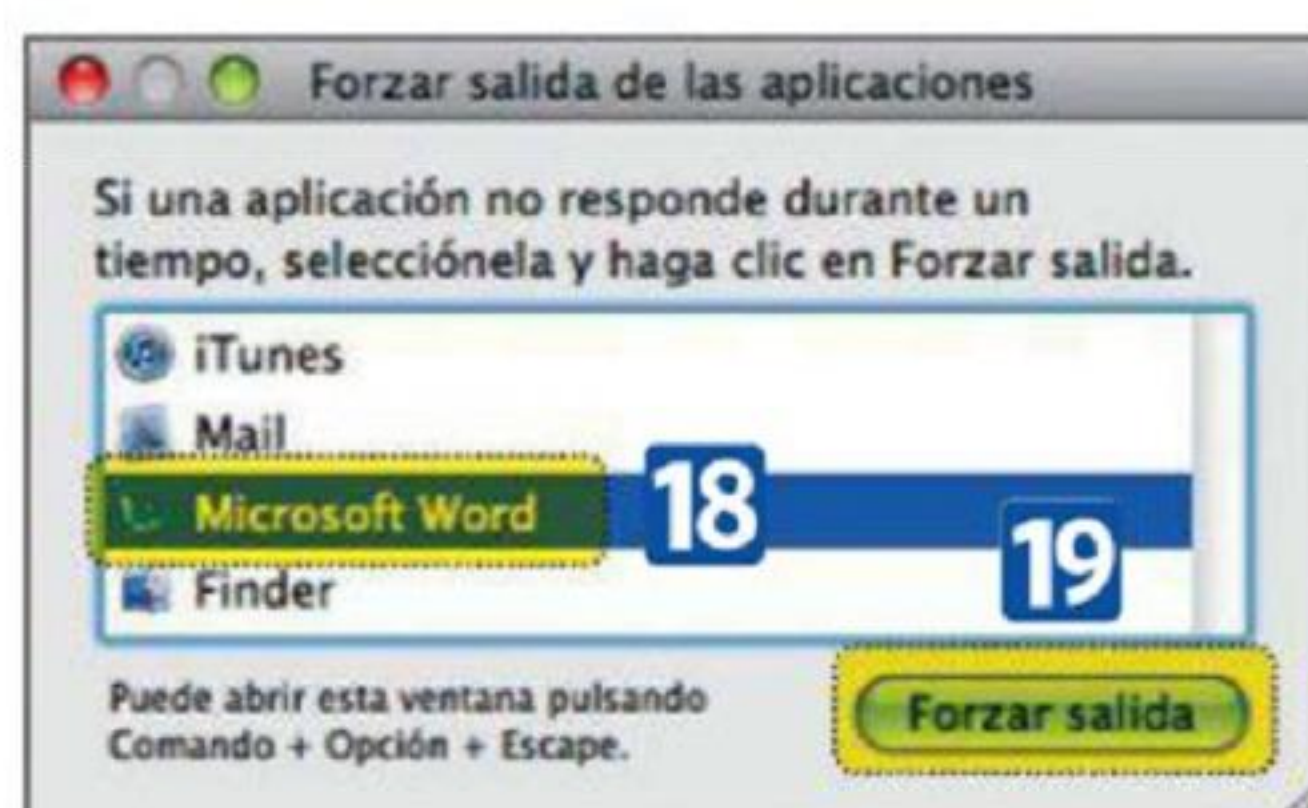 Forzar salida de las aplicaciones
Si una aplicación no responde durante un
tiempo, selecciónela y haga clic en Forzar salida.
iTunes
Mail
Microsoft Word
18
19
Finder
Puede abrir esta ventana pulsando
Comando + Opción + Escape.
Forzar salida